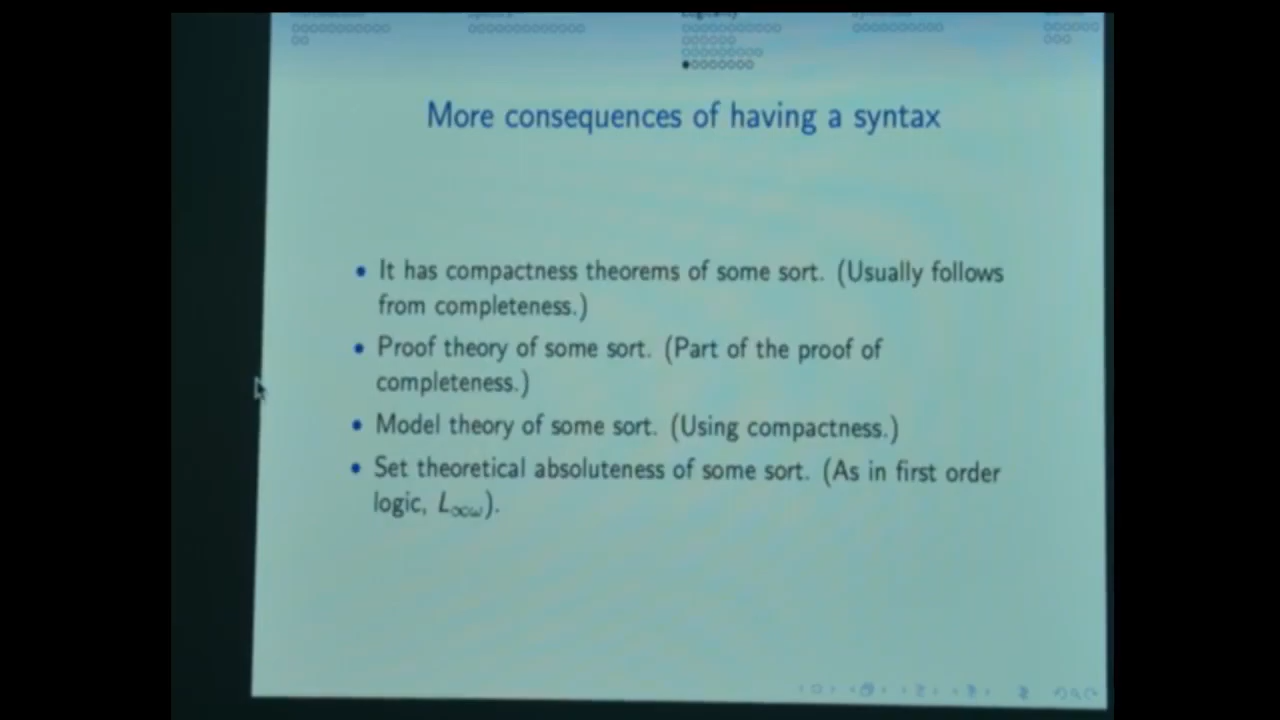 More consequences of having a syntax
• It has compactness theorems of some sort. (Usually follows
from completeness.)
• Proof theory of some sort. (Part of the proof of
completeness.)
• Model theory of some sort. (Using compactness.)
• Set theoretical absoluteness of some sort. (As in first order
logic, L∞ω).